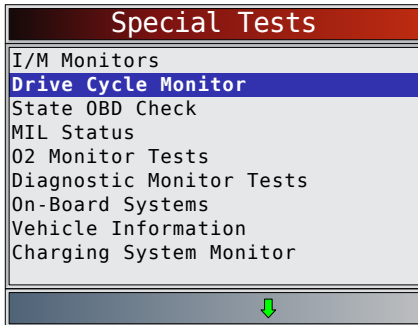 Special Tests
I/M Monitors
Drive Cycle Monitor
State OBD Check
MIL Status
O2 Monitor Tests
Diagnostic Monitor Tests
On-Board Systems
Vehicle Information
Charging System Monitor